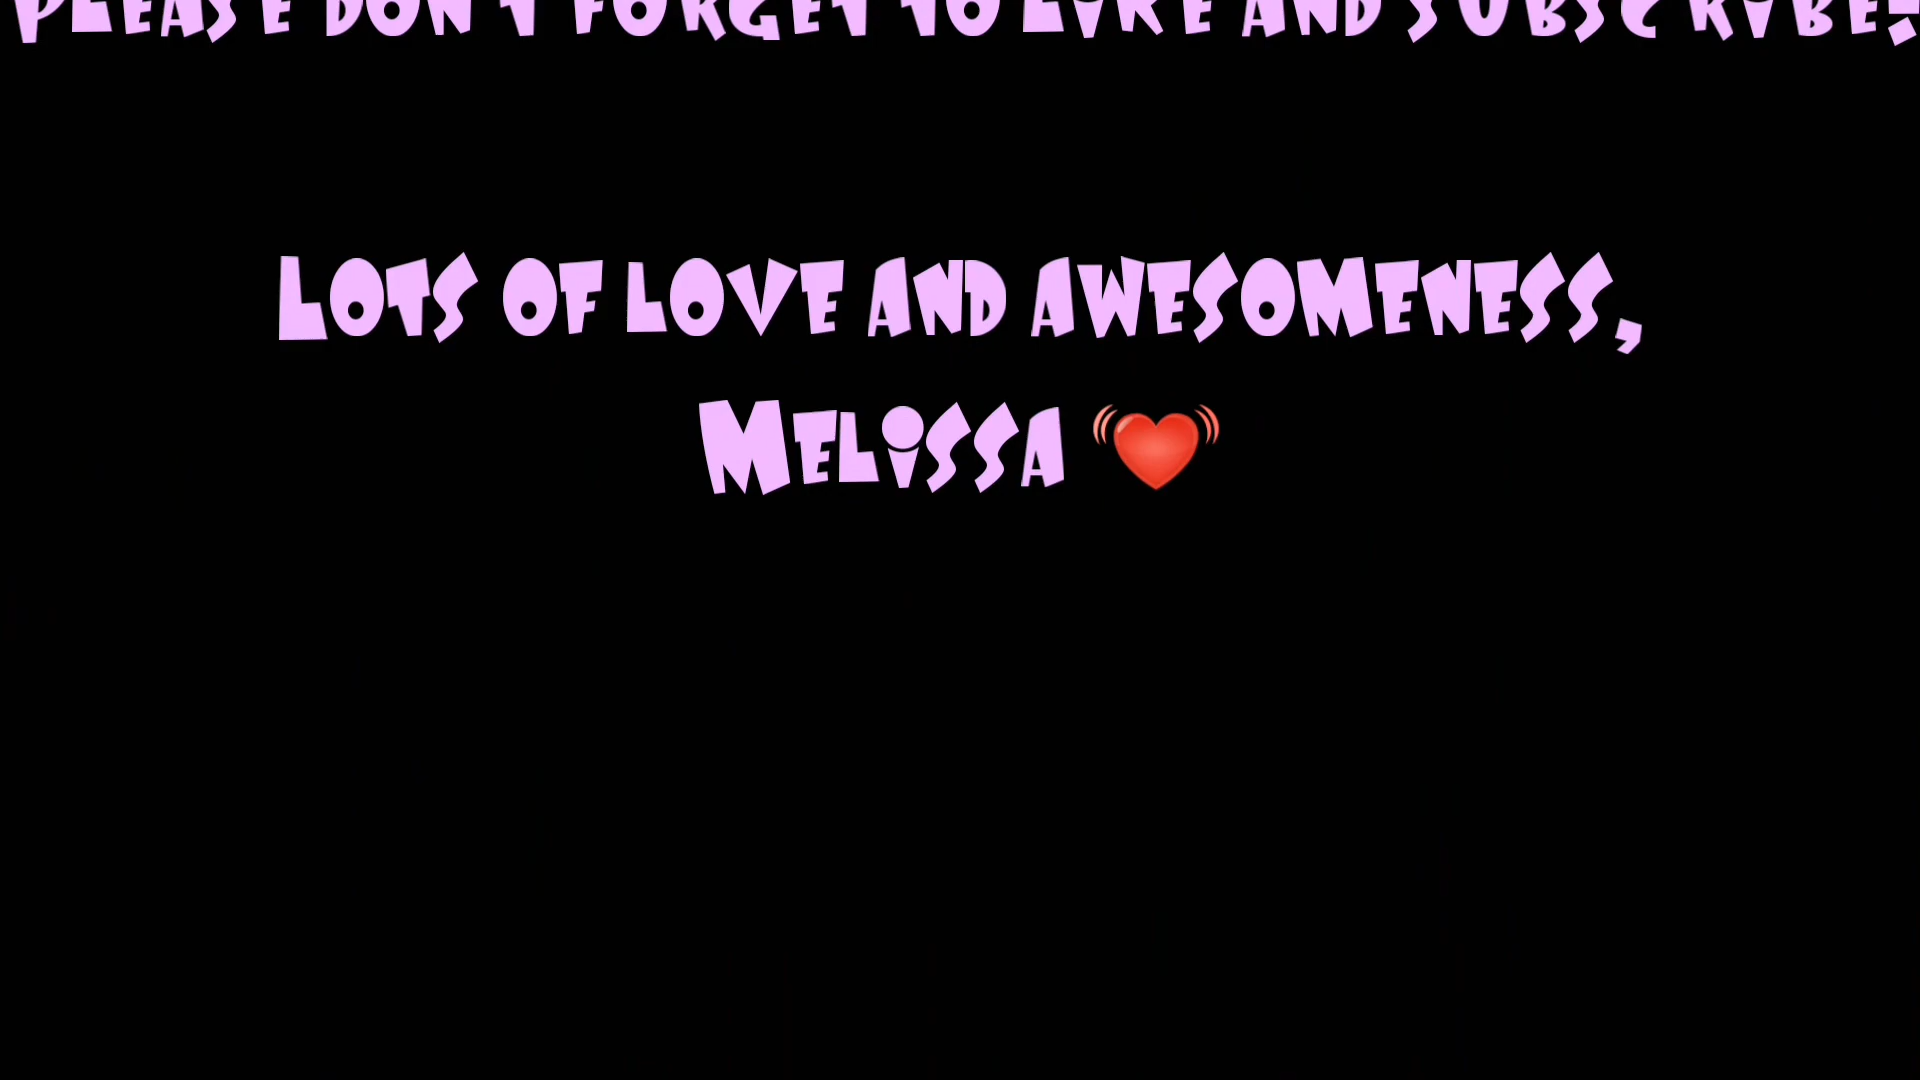 Please don't forget to like and subscribe!
Lots of love and awesomeness,
Melissa 💓